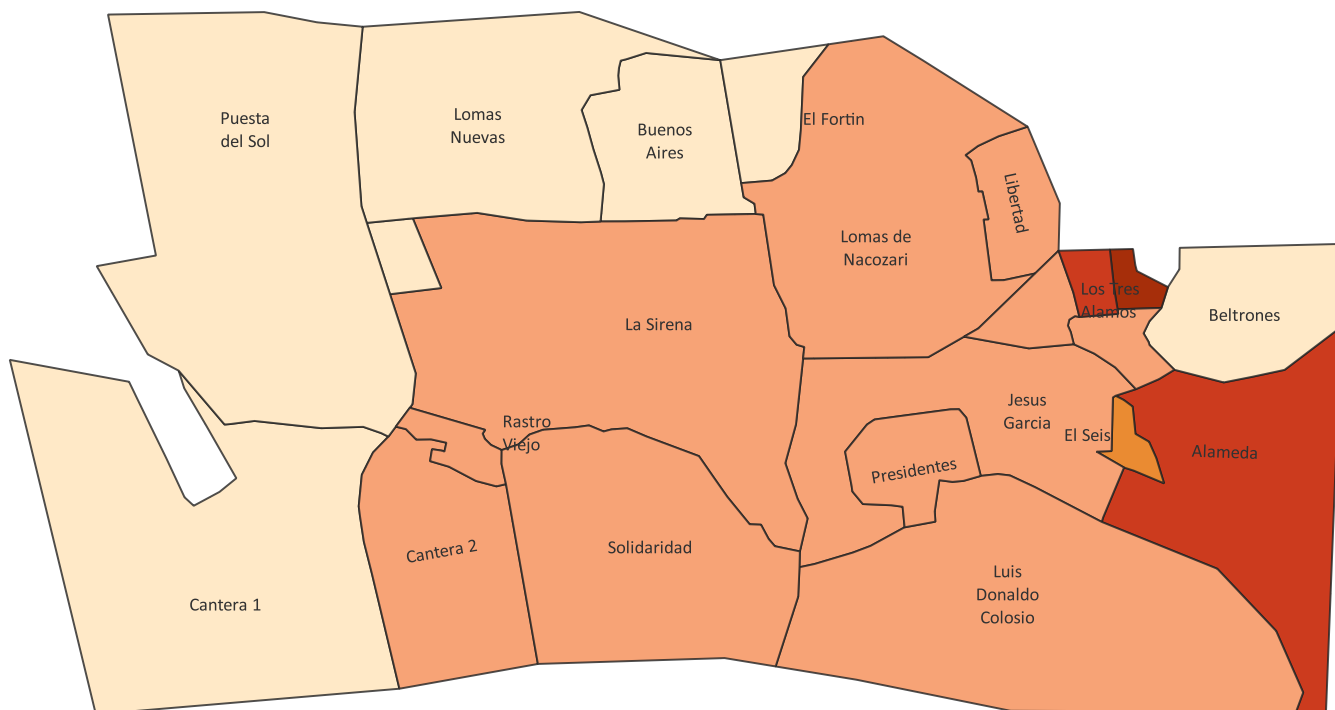 Puesta
del Sol
Lomas
Nuevas
Buenos
Aires
El Fortin
Libertad
Lomas de
Nacozari
Los Tres
Alamos
Beltrones
La Sirena
Rastro
Viejo
Jesus
Garcia
El Seis
Alameda
Presidentes
Cantera 2
Solidaridad
Cantera 1
Luis
Donaldo
Colosio